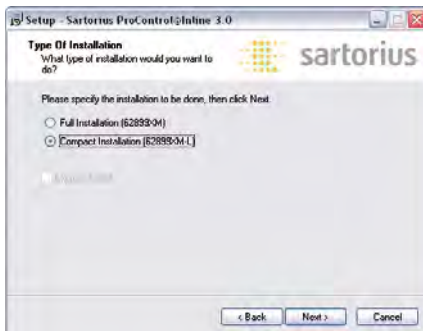 Setup - Sartorius ProControl@Inline 3.0
Type Of Installation
What type of installation would you want to
do?
sartorius
Please specify the installation to be done, then click Next.
Full Installation (62899XM)
Compact Installation (62899XM-L)
< Back
Next >
Cancel